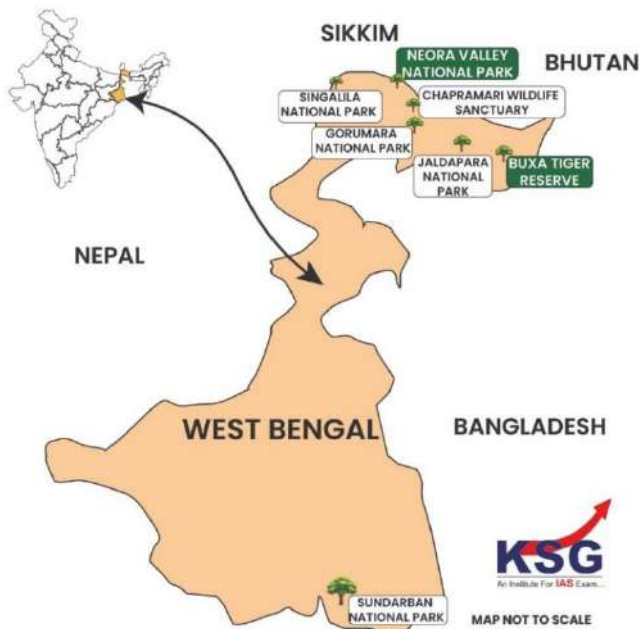 SIKKIM
NEORA VALLEY
NATIONAL PARK
BHUTAN
SINGALILA
NATIONAL PARK
CHAPRAMARI WILDLIFE
SANCTUARY
GORUMARA
NATIONAL PARK
JALDAPARA
NATIONAL
PARK
BUXA TIGER
RESERVE
NEPAL
WEST BENGAL
BANGLADESH
KSG
An Institute For IAS Exam...
SUNDARBAN
NATIONAL PARK
MAP NOT TO SCALE